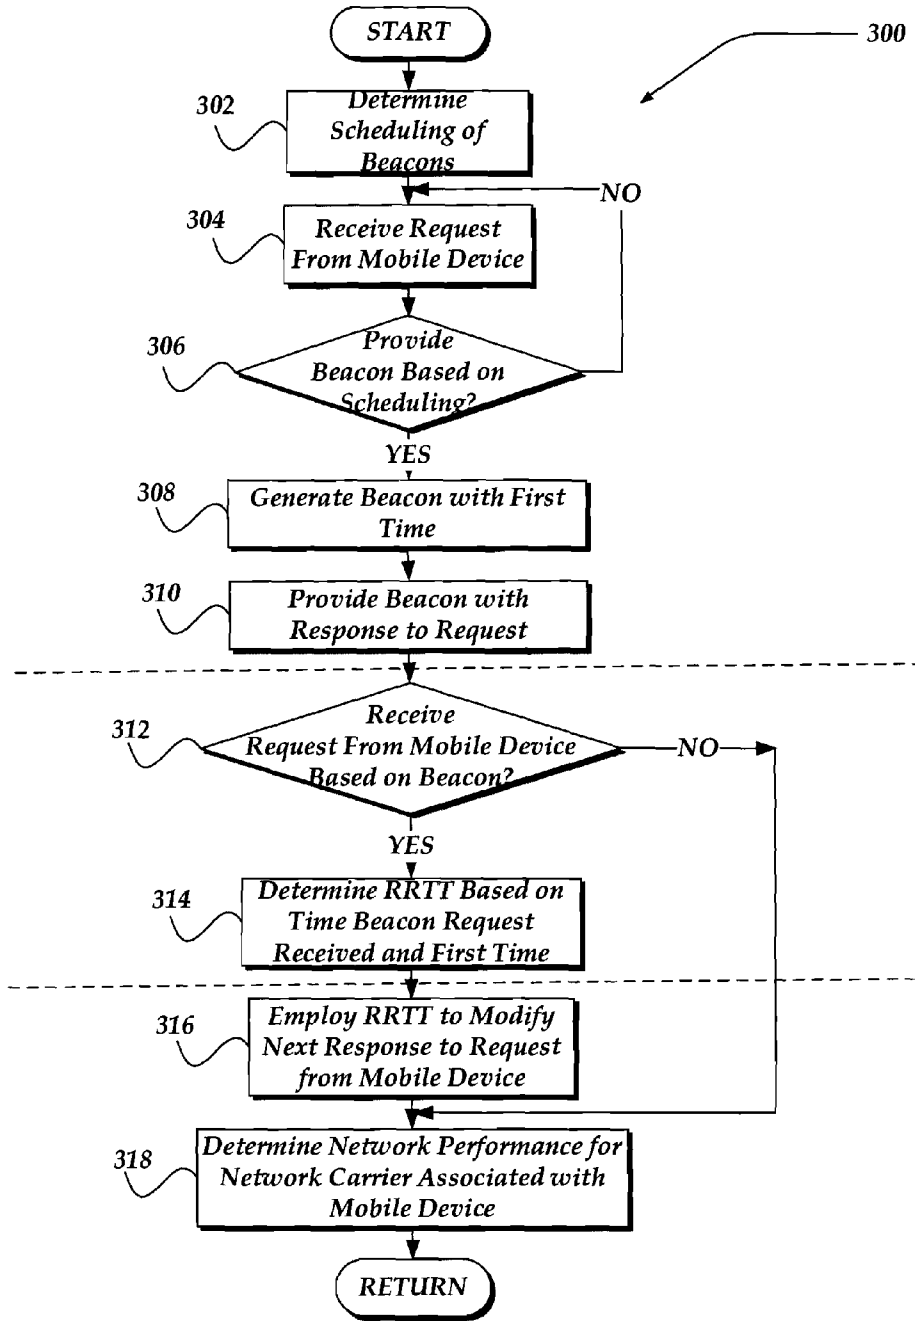 START
300
302
Determine
Scheduling of
Beacons
NO
304
Receive Request
From Mobile Device
306
Provide
Beacon Based on
Scheduling?
YES
308
Generate Beacon with First
Time
310
Provide Beacon with
Response to Request
312
Receive
Request From Mobile Device
Based on Beacon?
NO
YES
314
Determine RRTT Based on
Time Beacon Request
Received and First Time
316
Employ RRTT to Modify
Next Response to Request
from Mobile Device
318
Determine Network Performance for
Network Carrier Associated with
Mobile Device
RETURN